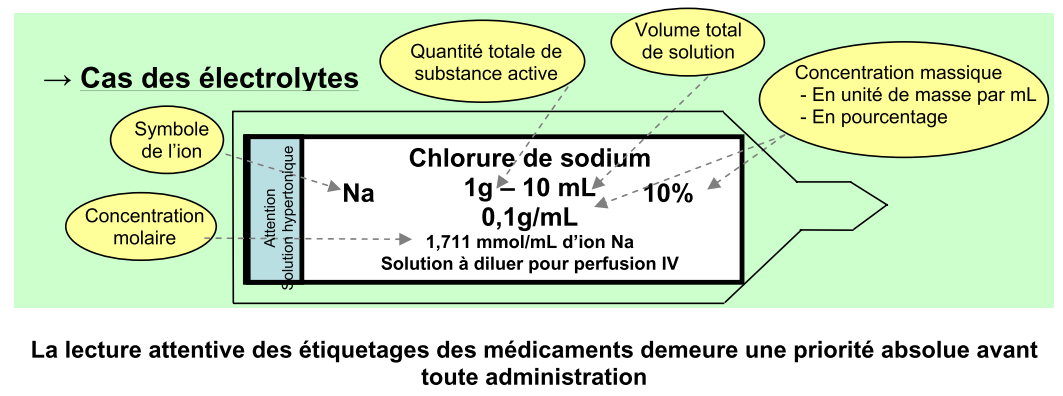 → Cas des électrolytes
Quantité totale de
substance active
Volume total
de solution
Concentration massique
- En unité de masse par mL
- En pourcentage
Symbole
de l'ion
Concentration
molaire
Attention
Solution hypertonique
Na
Chlorure de sodium
1g – 10 mL
10%
0,1g/mL
1,711 mmol/mL d'ion Na
Solution à diluer pour perfusion IV
La lecture attentive des étiquetages des médicaments demeure une priorité absolue avant
toute administration